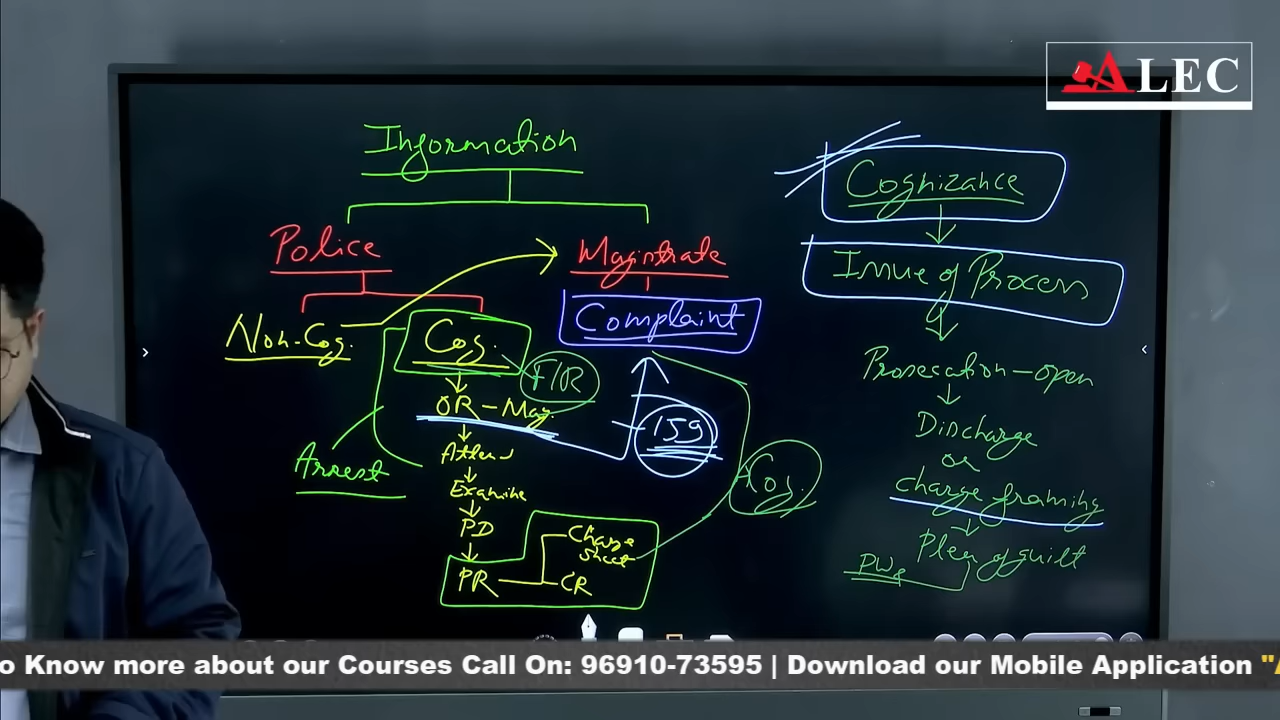 ALEC
Information
Police
Magistrate
Non-Cog.
Cog.
Complaint
FIR
OR-Mag.
159
Arrest
Examine
PD
PR
Charge
Sheet
CR
Cog.
Cognizance
Issue of Process
Prosecution-open
Discharge
or
charge framing
Plea of guilt
PWs
o Know more about our Courses Call On: 96910-73595 | Download our Mobile Application "